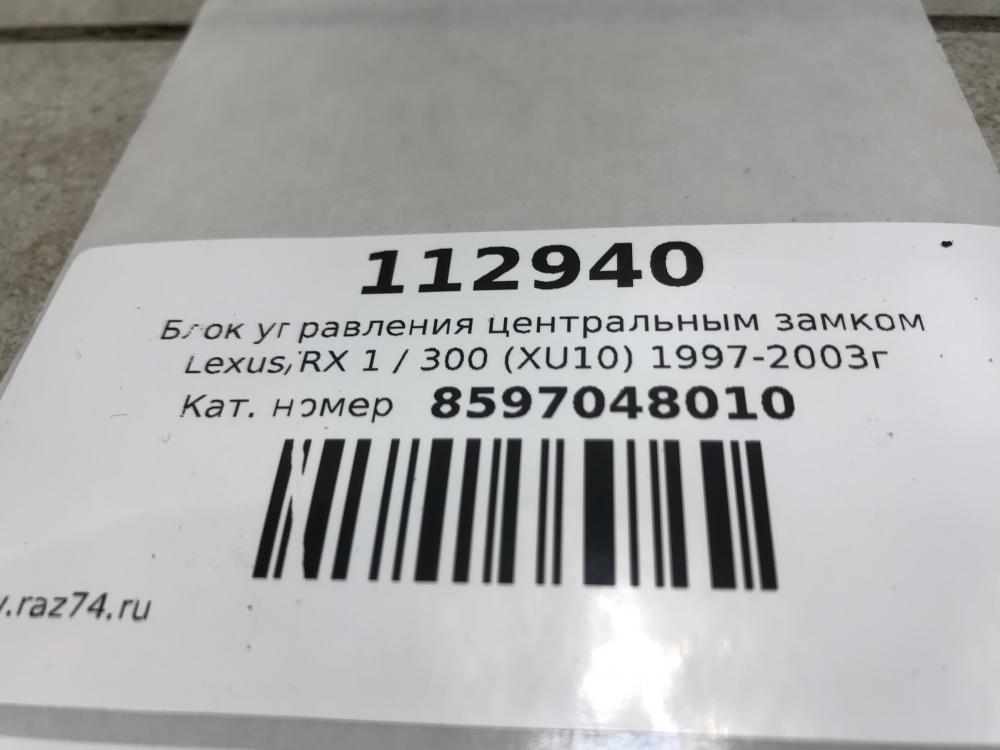 112940
Блок управления центральным замком
Lexus/RX 1 / 300 (XU10) 1997-2003г
Кат. номер 8597048010
.raz74.ru